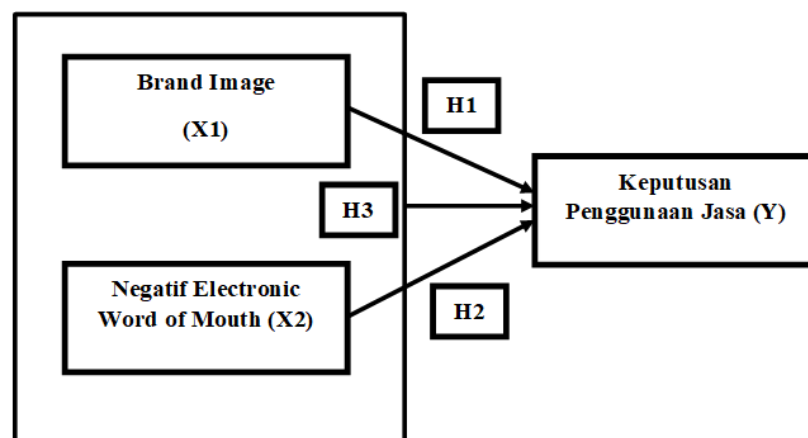 Brand Image
(X1)
H1
Keputusan
Penggunaan Jasa (Y)
H3
Negatif Electronic
Word of Mouth (X2)
H2